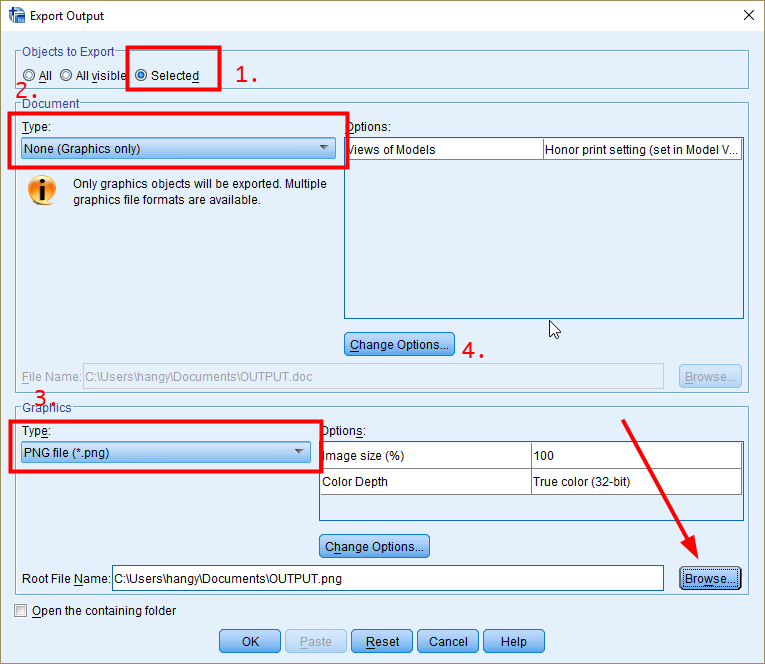 Export Output
Objects to Export
All All visible Selected 1.
2.
Document
Type:
None (Graphics only)
Options:
Views of Models Honor print setting (set in Model V...
Only graphics objects will be exported. Multiple
graphics file formats are available.
Change Options...
4.
File Name: C:\Users\hangy\Documents\OUTPUT.doc Browse...
3.
Graphics
Type:
PNG file (*.png)
Options:
Image size (%) 100
Color Depth True color (32-bit)
Change Options...
Root File Name: C:\Users\hangy\Documents\OUTPUT.png Browse...
Open the containing folder
OK Paste Reset Cancel Help